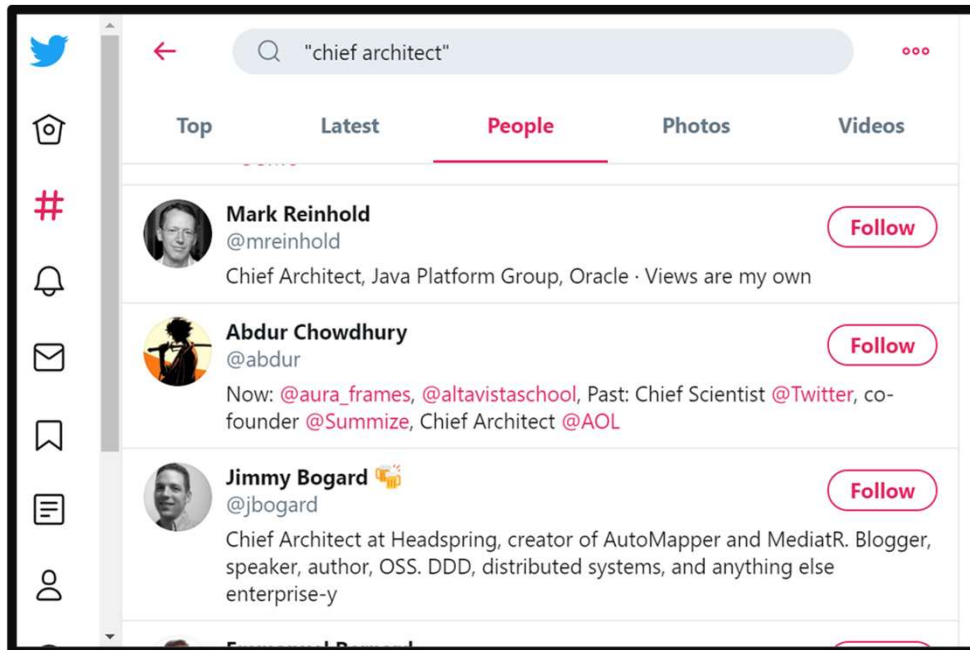 "chief architect"
Top Latest People Photos Videos
Mark Reinhold
@mreinhold
Follow
Chief Architect, Java Platform Group, Oracle · Views are my own
Abdur Chowdhury
@abdur
Follow
Now: @aura_frames, @altavistaschool, Past: Chief Scientist @Twitter, co-
founder @Summize, Chief Architect @AOL
Jimmy Bogard 🍻
@jbogard
Follow
Chief Architect at Headspring, creator of AutoMapper and MediatR. Blogger,
speaker, author, OSS. DDD, distributed systems, and anything else
enterprise-y